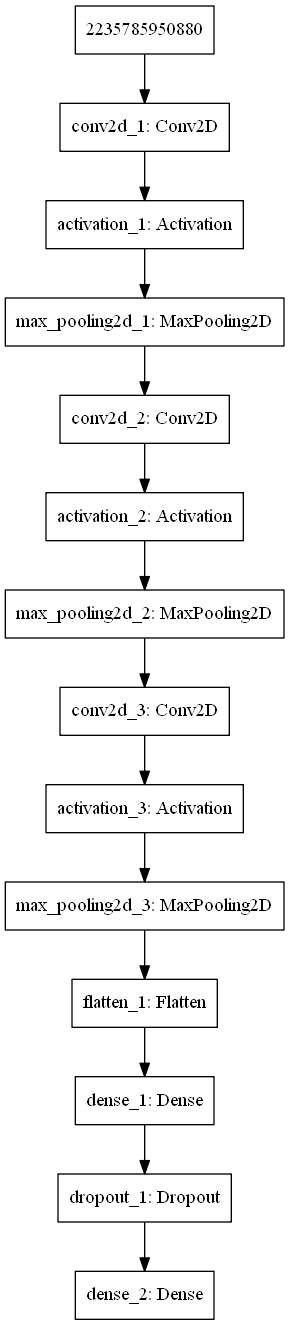 2235785950880
conv2d_1: Conv2D
activation_1: Activation
max_pooling2d_1: MaxPooling2D
conv2d_2: Conv2D
activation_2: Activation
max_pooling2d_2: MaxPooling2D
conv2d_3: Conv2D
activation_3: Activation
max_pooling2d_3: MaxPooling2D
flatten_1: Flatten
dense_1: Dense
dropout_1: Dropout
dense_2: Dense